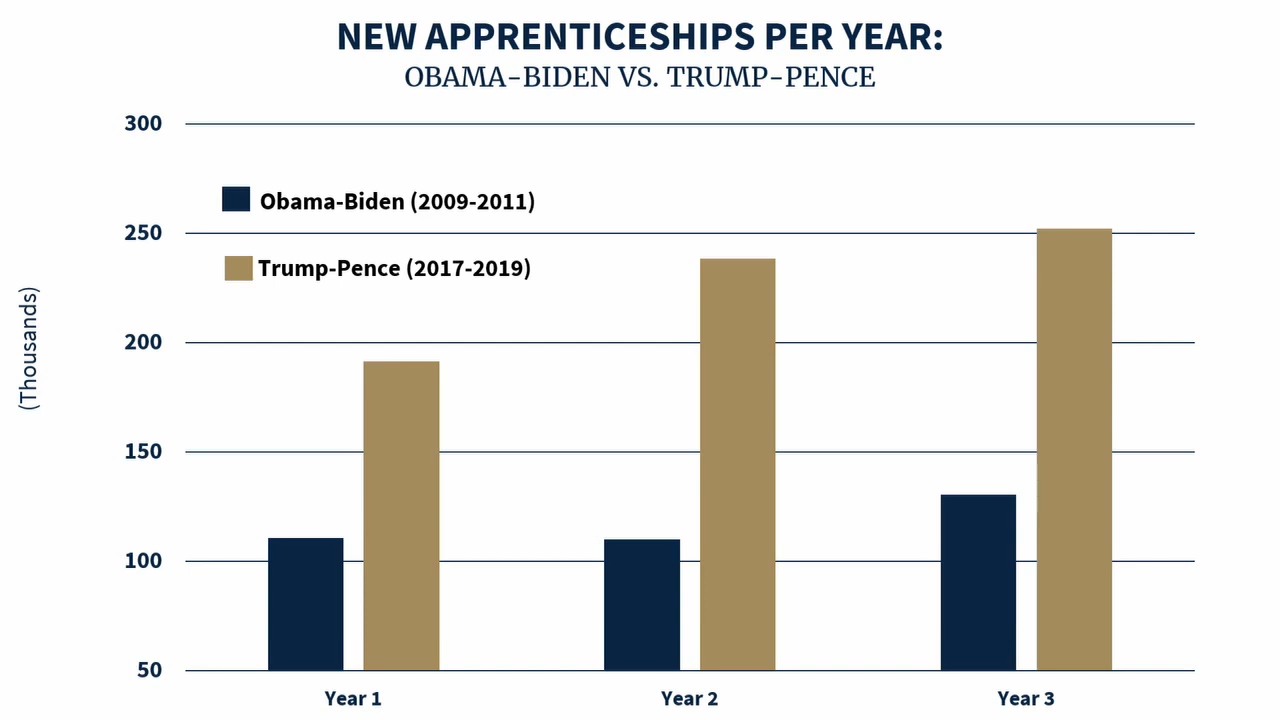 NEW APPRENTICESHIPS PER YEAR:
OBAMA-BIDEN VS. TRUMP-PENCE
300
Obama-Biden (2009-2011)
250
Trump-Pence (2017-2019)
(Thousands)
200
150
100
50
Year 1
Year 2
Year 3